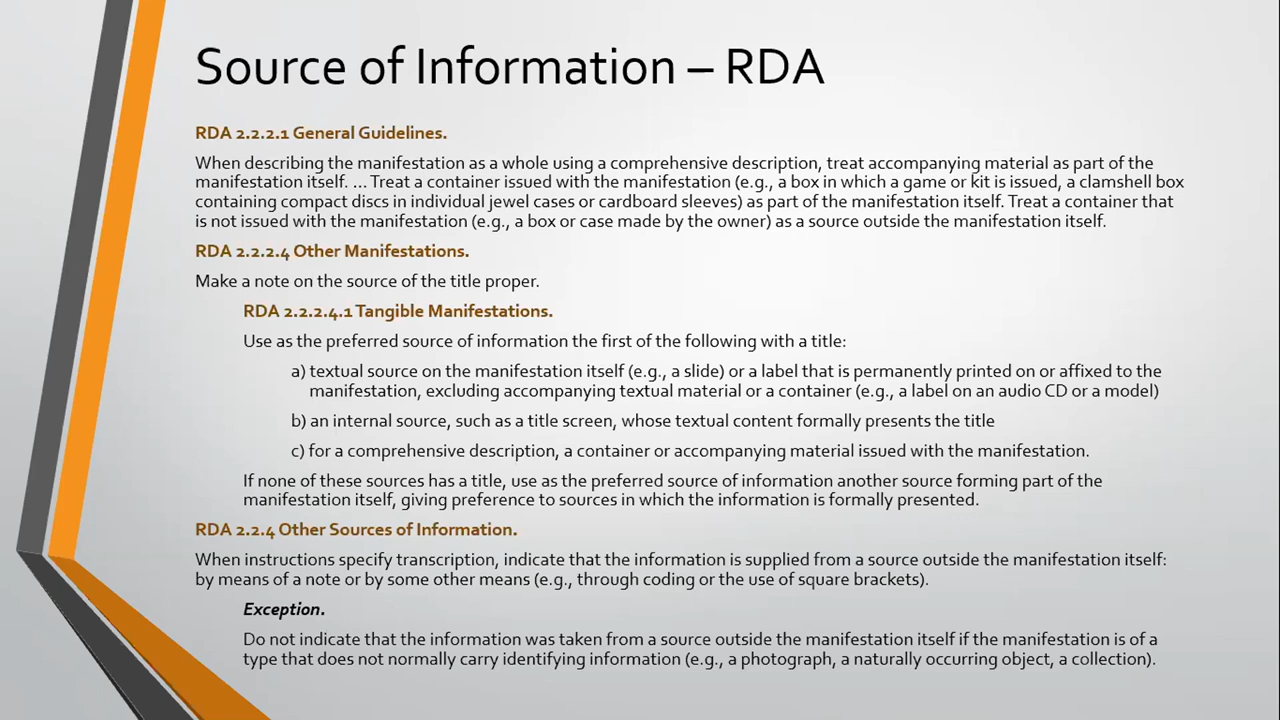 Source of Information – RDA
RDA 2.2.2.1 General Guidelines.
When describing the manifestation as a whole using a comprehensive description, treat accompanying material as part of the
manifestation itself. … Treat a container issued with the manifestation (e.g., a box in which a game or kit is issued, a clamshell box
containing compact discs in individual jewel cases or cardboard sleeves) as part of the manifestation itself. Treat a container that
is not issued with the manifestation (e.g., a box or case made by the owner) as a source outside the manifestation itself.
RDA 2.2.2.4 Other Manifestations.
Make a note on the source of the title proper.
RDA 2.2.2.4.1 Tangible Manifestations.
Use as the preferred source of information the first of the following with a title:
a) textual source on the manifestation itself (e.g., a slide) or a label that is permanently printed on or affixed to the
manifestation, excluding accompanying textual material or a container (e.g., a label on an audio CD or a model)
b) an internal source, such as a title screen, whose textual content formally presents the title
c) for a comprehensive description, a container or accompanying material issued with the manifestation.
If none of these sources has a title, use as the preferred source of information another source forming part of the
manifestation itself, giving preference to sources in which the information is formally presented.
RDA 2.2.4 Other Sources of Information.
When instructions specify transcription, indicate that the information is supplied from a source outside the manifestation itself:
by means of a note or by some other means (e.g., through coding or the use of square brackets).
Exception.
Do not indicate that the information was taken from a source outside the manifestation itself if the manifestation is of a
type that does not normally carry identifying information (e.g., a photograph, a naturally occurring object, a collection).